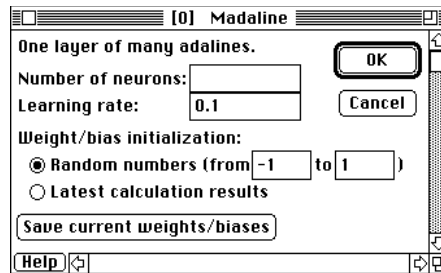 [0] Madaline
One layer of many adalines.
OK
Number of neurons:
Learning rate: 0.1
Cancel
Weight/bias initialization:
Random numbers (from -1 to 1 )
Latest calculation results
Save current weights/biases
Help